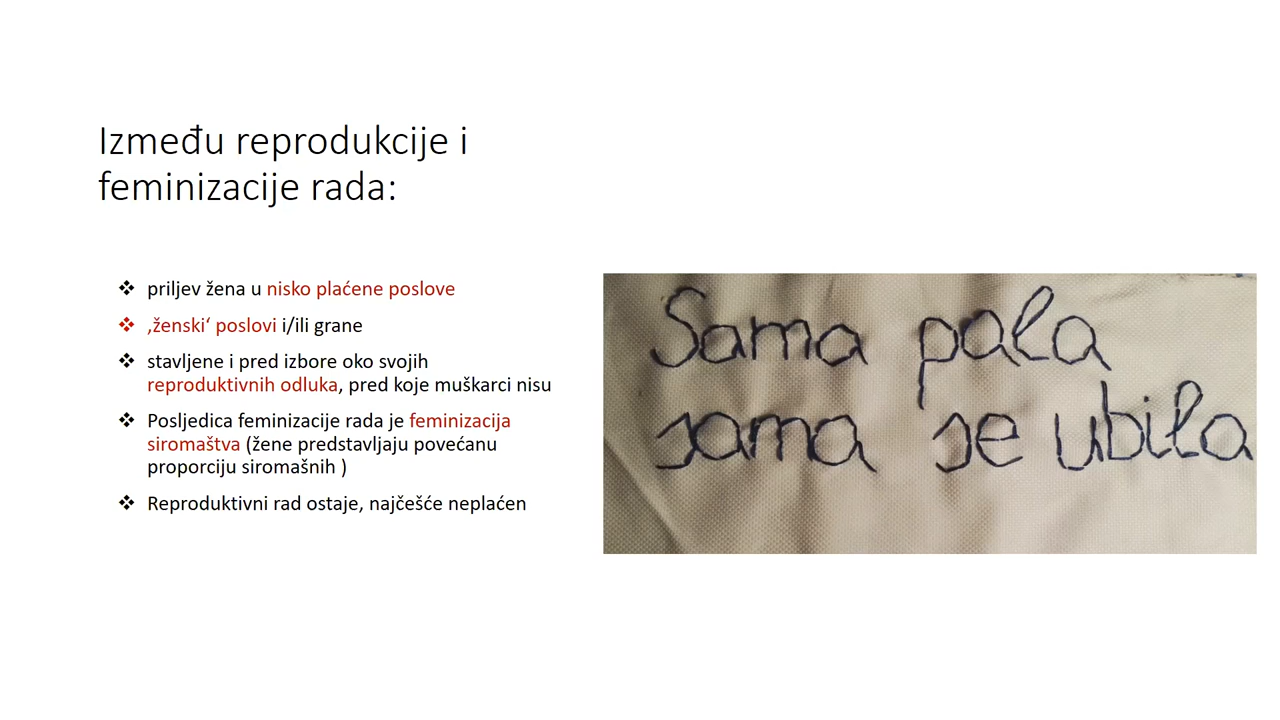 Između reprodukcije i
feminizacije rada:
❖ priljev žena u nisko plaćene poslove
❖ ‚ženski‘ poslovi i/ili grane
❖ stavljene i pred izbore oko svojih
reproduktivnih odluka, pred koje muškarci nisu
❖ Posljedica feminizacije rada je feminizacija
siromaštva (žene predstavljaju povećanu
proporciju siromašnih )
❖ Reproduktivni rad ostaje, najčešće neplaćen
Sama pala
sama se ubila